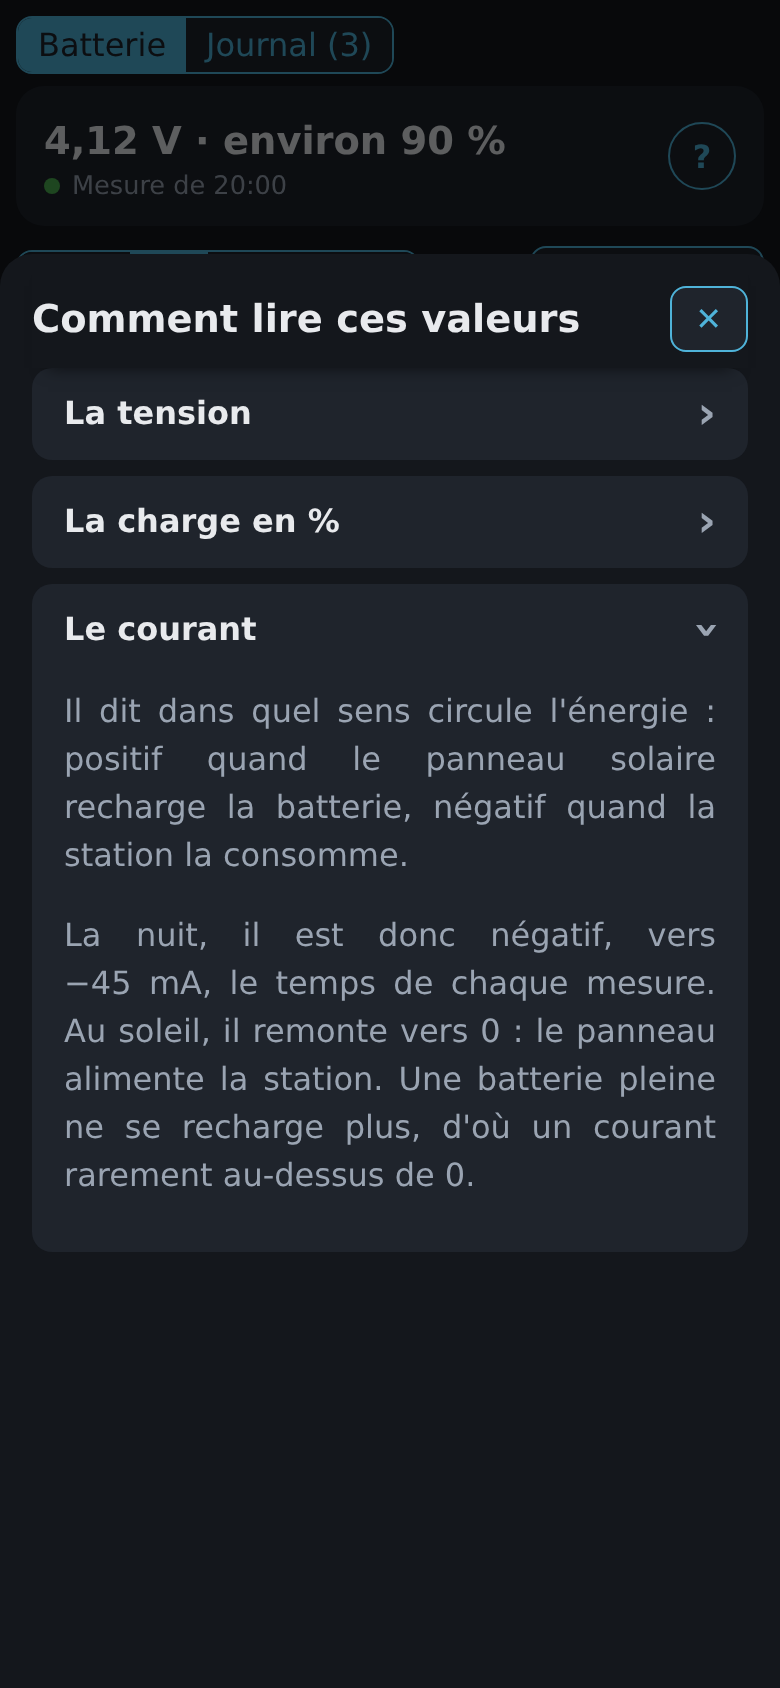 Batterie
Journal (3)
4,12 V · environ 90 %
Mesure de 20:00
?
Comment lire ces valeurs
×
La tension
La charge en %
Le courant
Il dit dans quel sens circule l'énergie :
positif quand le panneau solaire
recharge la batterie, négatif quand la
station la consomme.
La nuit, il est donc négatif, vers
−45 mA, le temps de chaque mesure.
Au soleil, il remonte vers 0 : le panneau
alimente la station. Une batterie pleine
ne se recharge plus, d'où un courant
rarement au-dessus de 0.